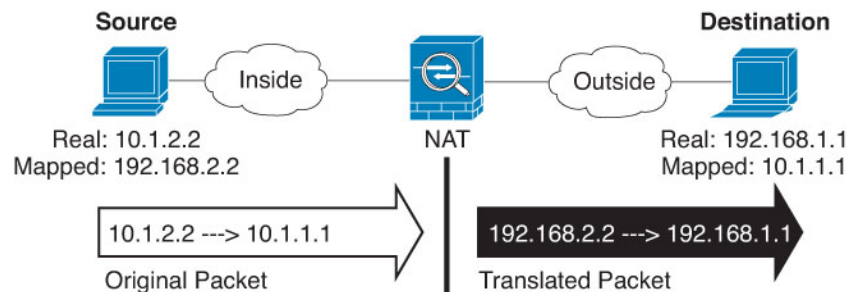 Source
Destination
Inside
Outside
Real: 10.1.2.2
Mapped: 192.168.2.2
NAT
Real: 192.168.1.1
Mapped: 10.1.1.1
10.1.2.2 ---> 10.1.1.1
192.168.2.2 ---> 192.168.1.1
Original Packet
Translated Packet